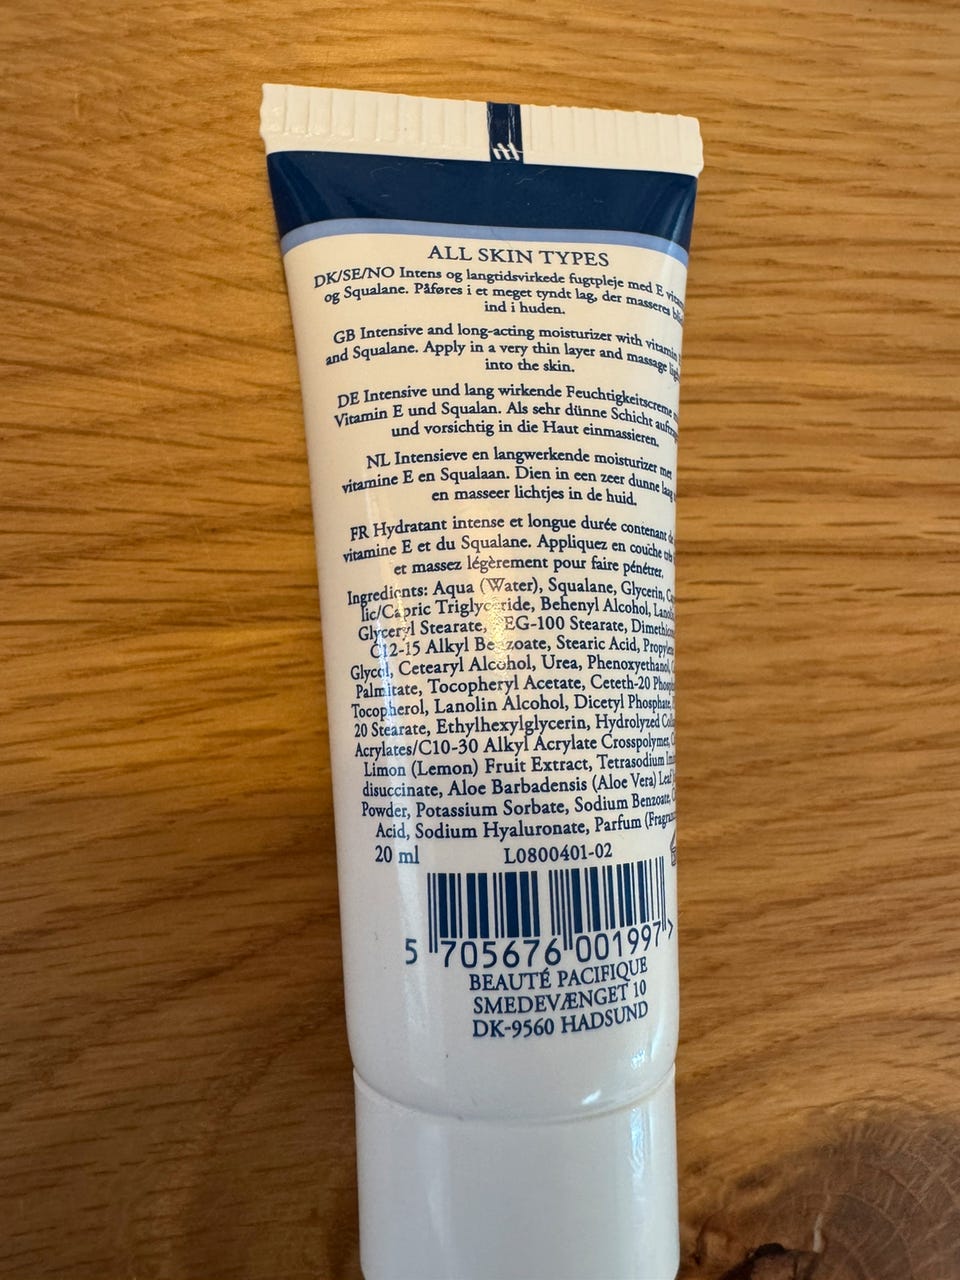 ALL SKIN TYPES
DK/SE/NO Intens og langtidsvirkede fugtpleje med E
og Squalane. Påføres i et meget tyndt lag, der masseres
ind i huden.
GB Intensive and long-acting moisturizer with vitamin
and Squalane. Apply in a very thin layer and massage
into the skin.
DE Intensive und lang wirkende Feuchtigkeitscreme
Vitamin E und Squalan. Als sehr dünne Schicht
und vorsichtig in die Haut einmassieren.
NL Intensieve en langwerkende moisturizer met
vitamine E en Squalaan. Dien in een zeer dunne laag
en masseer lichtjes in de huid.
FR Hydratant intense et longue durée contenant
vitamine E et du Squalane. Appliquez en couche
et massez légèrement pour faire pénétrer.
Ingredients: Aqua (Water), Squalane, Glycerin,
lic/Capric Triglyceride, Behenyl Alcohol,
Glyceryl Stearate, PEG-100 Stearate,
C12-15 Alkyl Benzoate, Stearic Acid,
Glycol, Cetearyl Alcohol, Urea, Phenoxyethanol,
Palmitate, Tocopheryl Acetate, Ceteth-20
Tocopherol, Lanolin Alcohol, Dicetyl Phosphate,
20 Stearate, Ethylhexylglycerin, Hydrolyzed
Acrylates/C10-30 Alkyl Acrylate Crosspolymer,
Limon (Lemon) Fruit Extract, Tetrasodium
disuccinate, Aloe Barbadensis (Aloe Vera) Leaf
Powder, Potassium Sorbate, Sodium Benzoate,
Acid, Sodium Hyaluronate, Parfum
20 ml L0800401-02
5 705676 001997 >
BEAUTÉ PACIFIQUE
SMEDEVÆNGET 10
DK-9560 HADSUND